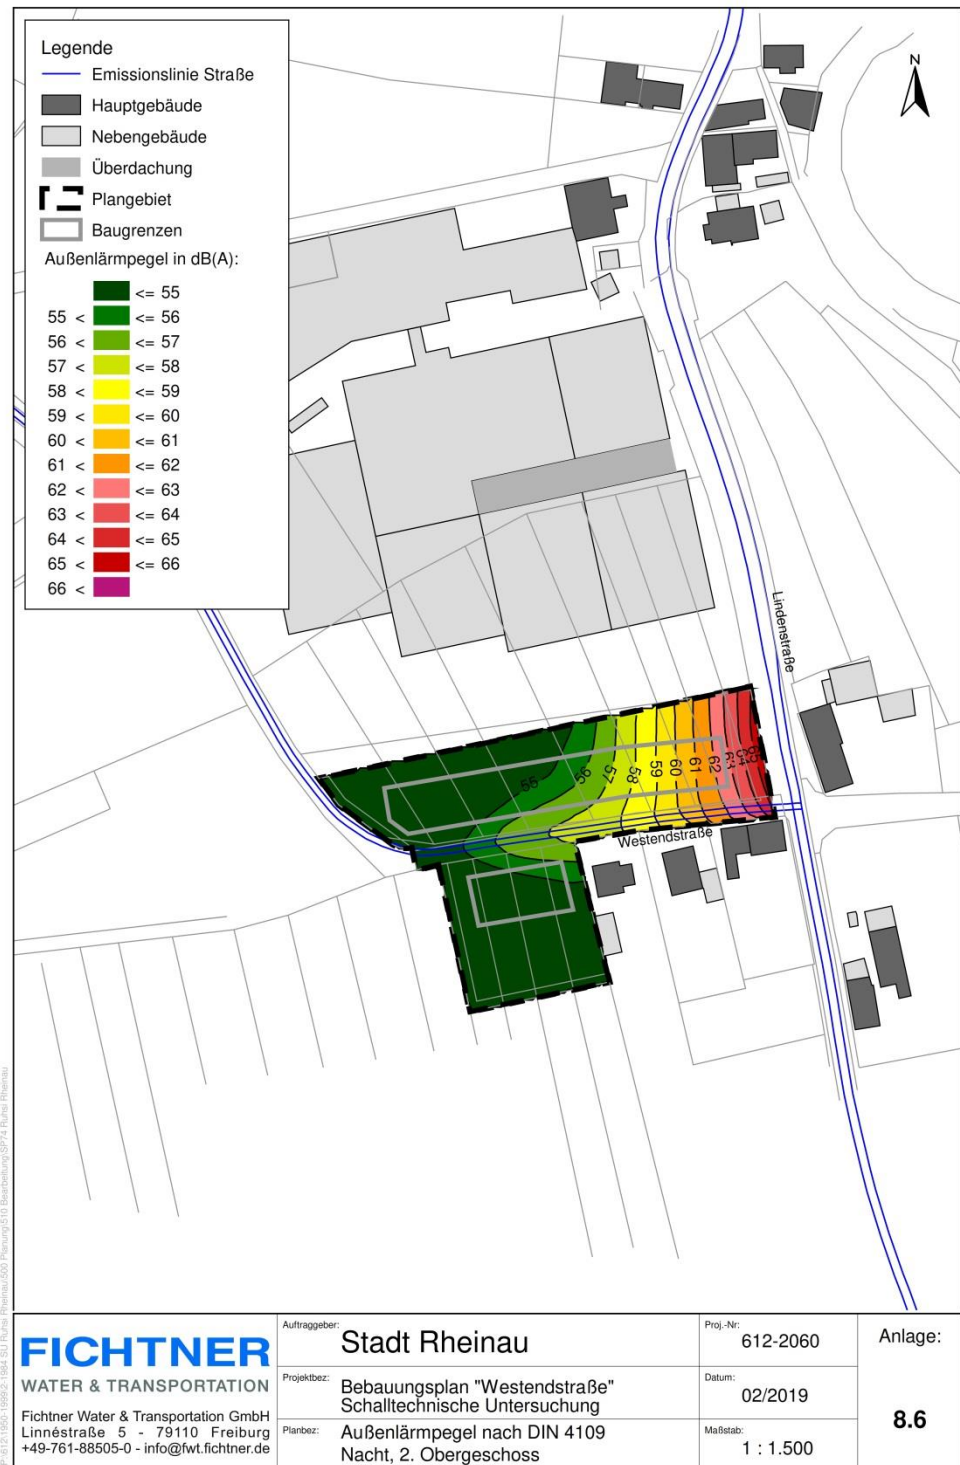 Legende
Emissionslinie Straße
Hauptgebäude
Nebengebäude
Überdachung
Plangebiet
Baugrenzen
Außenlärmpegel in dB(A):
<= 55
55 < <= 56
56 < <= 57
57 < <= 58
58 < <= 59
59 < <= 60
60 < <= 61
61 < <= 62
62 < <= 63
63 < <= 64
64 < <= 65
65 < <= 66
66 <
N
Lindenstraße
55
56
57
58
59
60
61
62
63
64
65
Westendstraße
FICHTNER
WATER & TRANSPORTATION
Fichtner Water & Transportation GmbH
Linnéstraße 5 - 79110 Freiburg
+49-761-88505-0 - info@fwt.fichtner.de
Auftraggeber:
Stadt Rheinau
Projektbez:
Bebauungsplan "Westendstraße"
Schalltechnische Untersuchung
Planbez:
Außenlärmpegel nach DIN 4109
Nacht, 2. Obergeschoss
Proj.-Nr:
612-2060
Datum:
02/2019
Maßstab:
1 : 1.500
Anlage:
8.6